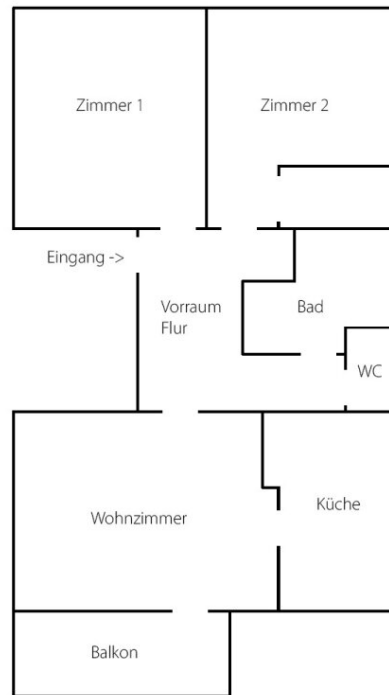 Zimmer 1
Zimmer 2
Eingang ->
Vorraum
Flur
Bad
WC
Wohnzimmer
Küche
Balkon